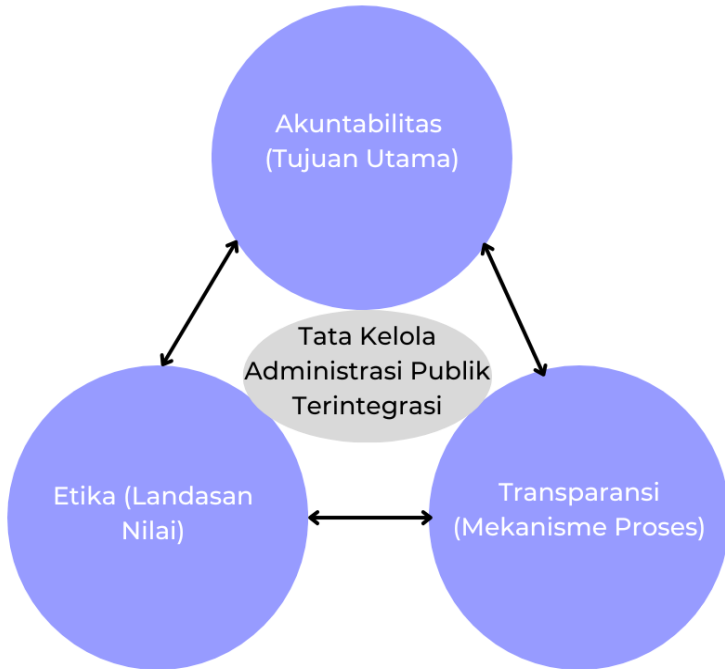 Akuntabilitas
(Tujuan Utama)
Tata Kelola
Administrasi Publik
Terintegrasi
Etika (Landasan
Nilai)
Transparansi
(Mekanisme Proses)